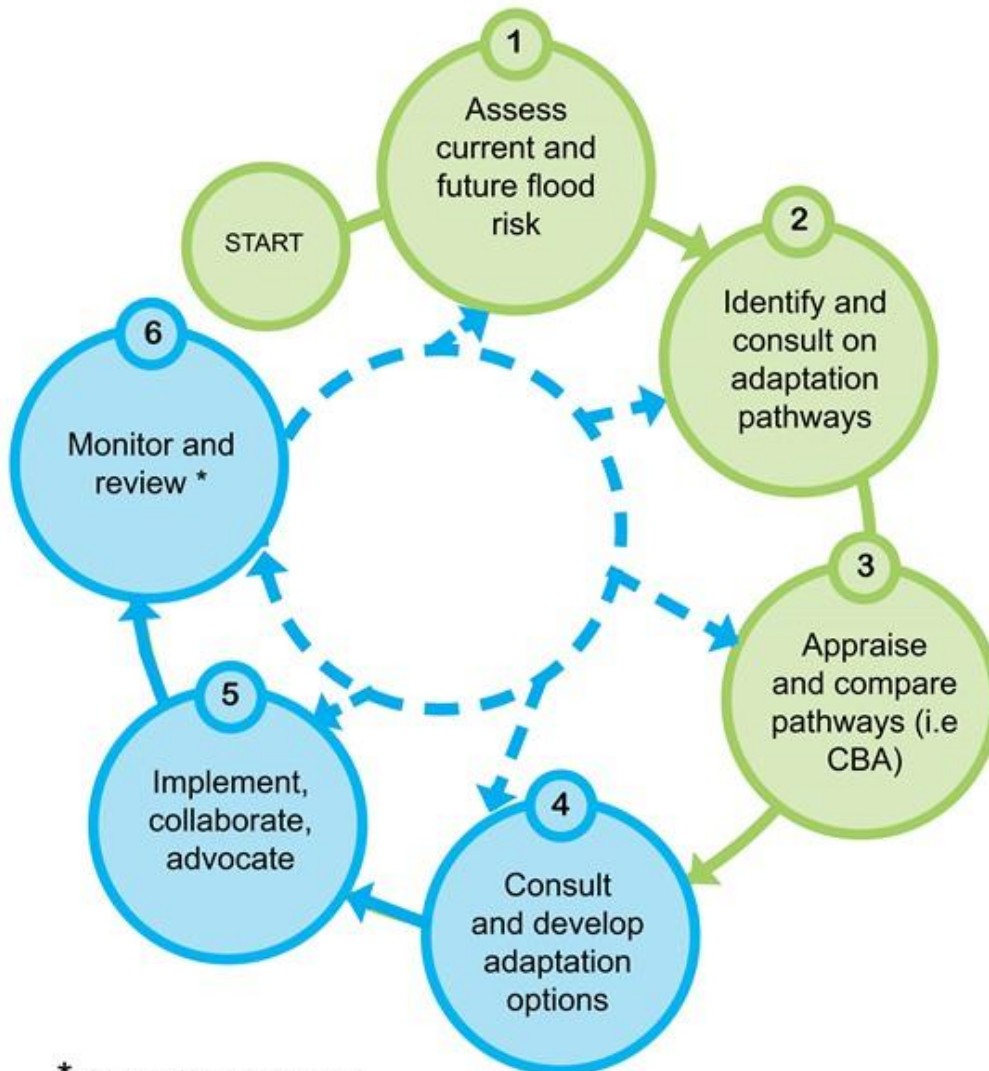 1
Assess
current and
future flood
risk
START
2
Identify and
consult on
adaptation
pathways
6
Monitor and
review *
3
Appraise
and compare
pathways (i.e
CBA)
5
Implement,
collaborate,
advocate
4
Consult
and develop
adaptation
options
*